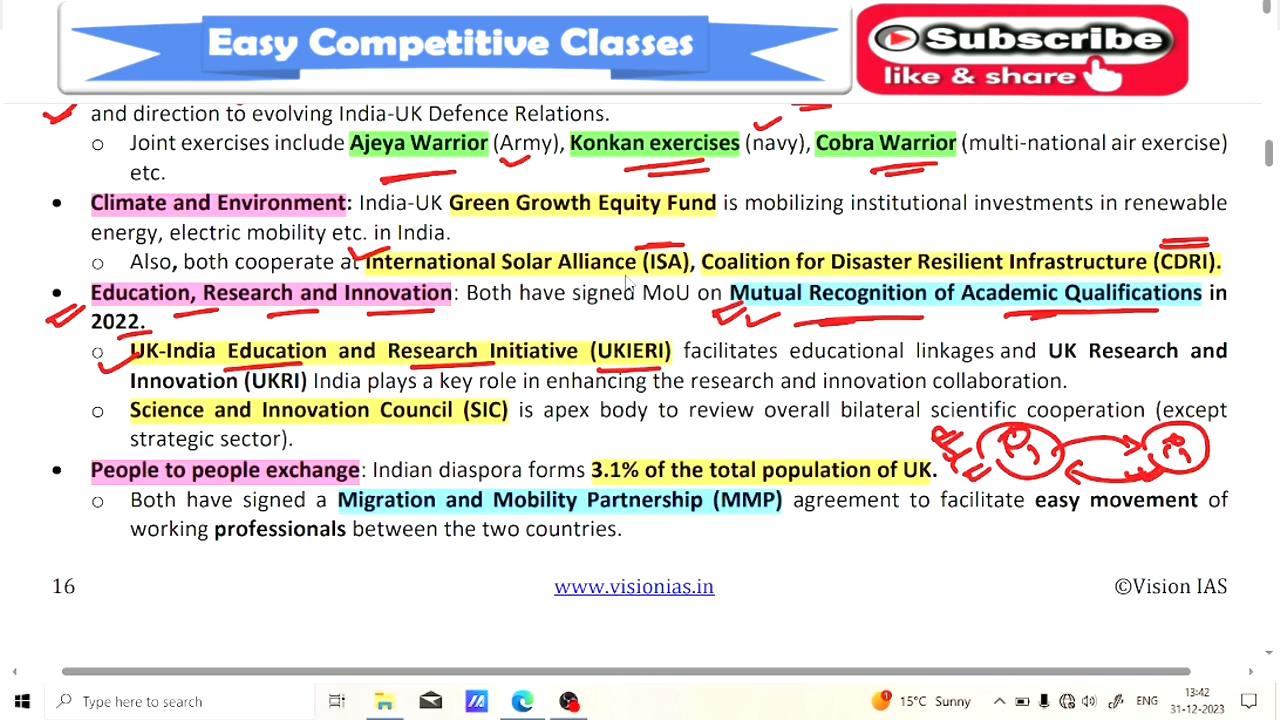 Easy Competitive Classes
Subscribe
like & share
and direction to evolving India-UK Defence Relations.
o Joint exercises include Ajeya Warrior (Army), Konkan exercises (navy), Cobra Warrior (multi-national air exercise)
etc.
• Climate and Environment: India-UK Green Growth Equity Fund is mobilizing institutional investments in renewable
energy, electric mobility etc. in India.
o Also, both cooperate at International Solar Alliance (ISA), Coalition for Disaster Resilient Infrastructure (CDRI).
• Education, Research and Innovation: Both have signed MoU on Mutual Recognition of Academic Qualifications in
2022.
o UK-India Education and Research Initiative (UKIERI) facilitates educational linkages and UK Research and
Innovation (UKRI) India plays a key role in enhancing the research and innovation collaboration.
o Science and Innovation Council (SIC) is apex body to review overall bilateral scientific cooperation (except
strategic sector).
• People to people exchange: Indian diaspora forms 3.1% of the total population of UK.
o Both have signed a Migration and Mobility Partnership (MMP) agreement to facilitate easy movement of
working professionals between the two countries.
16 www.visionias.in ©Vision IAS
Type here to search
1 15°C Sunny ENG 13:42
31-12-2023